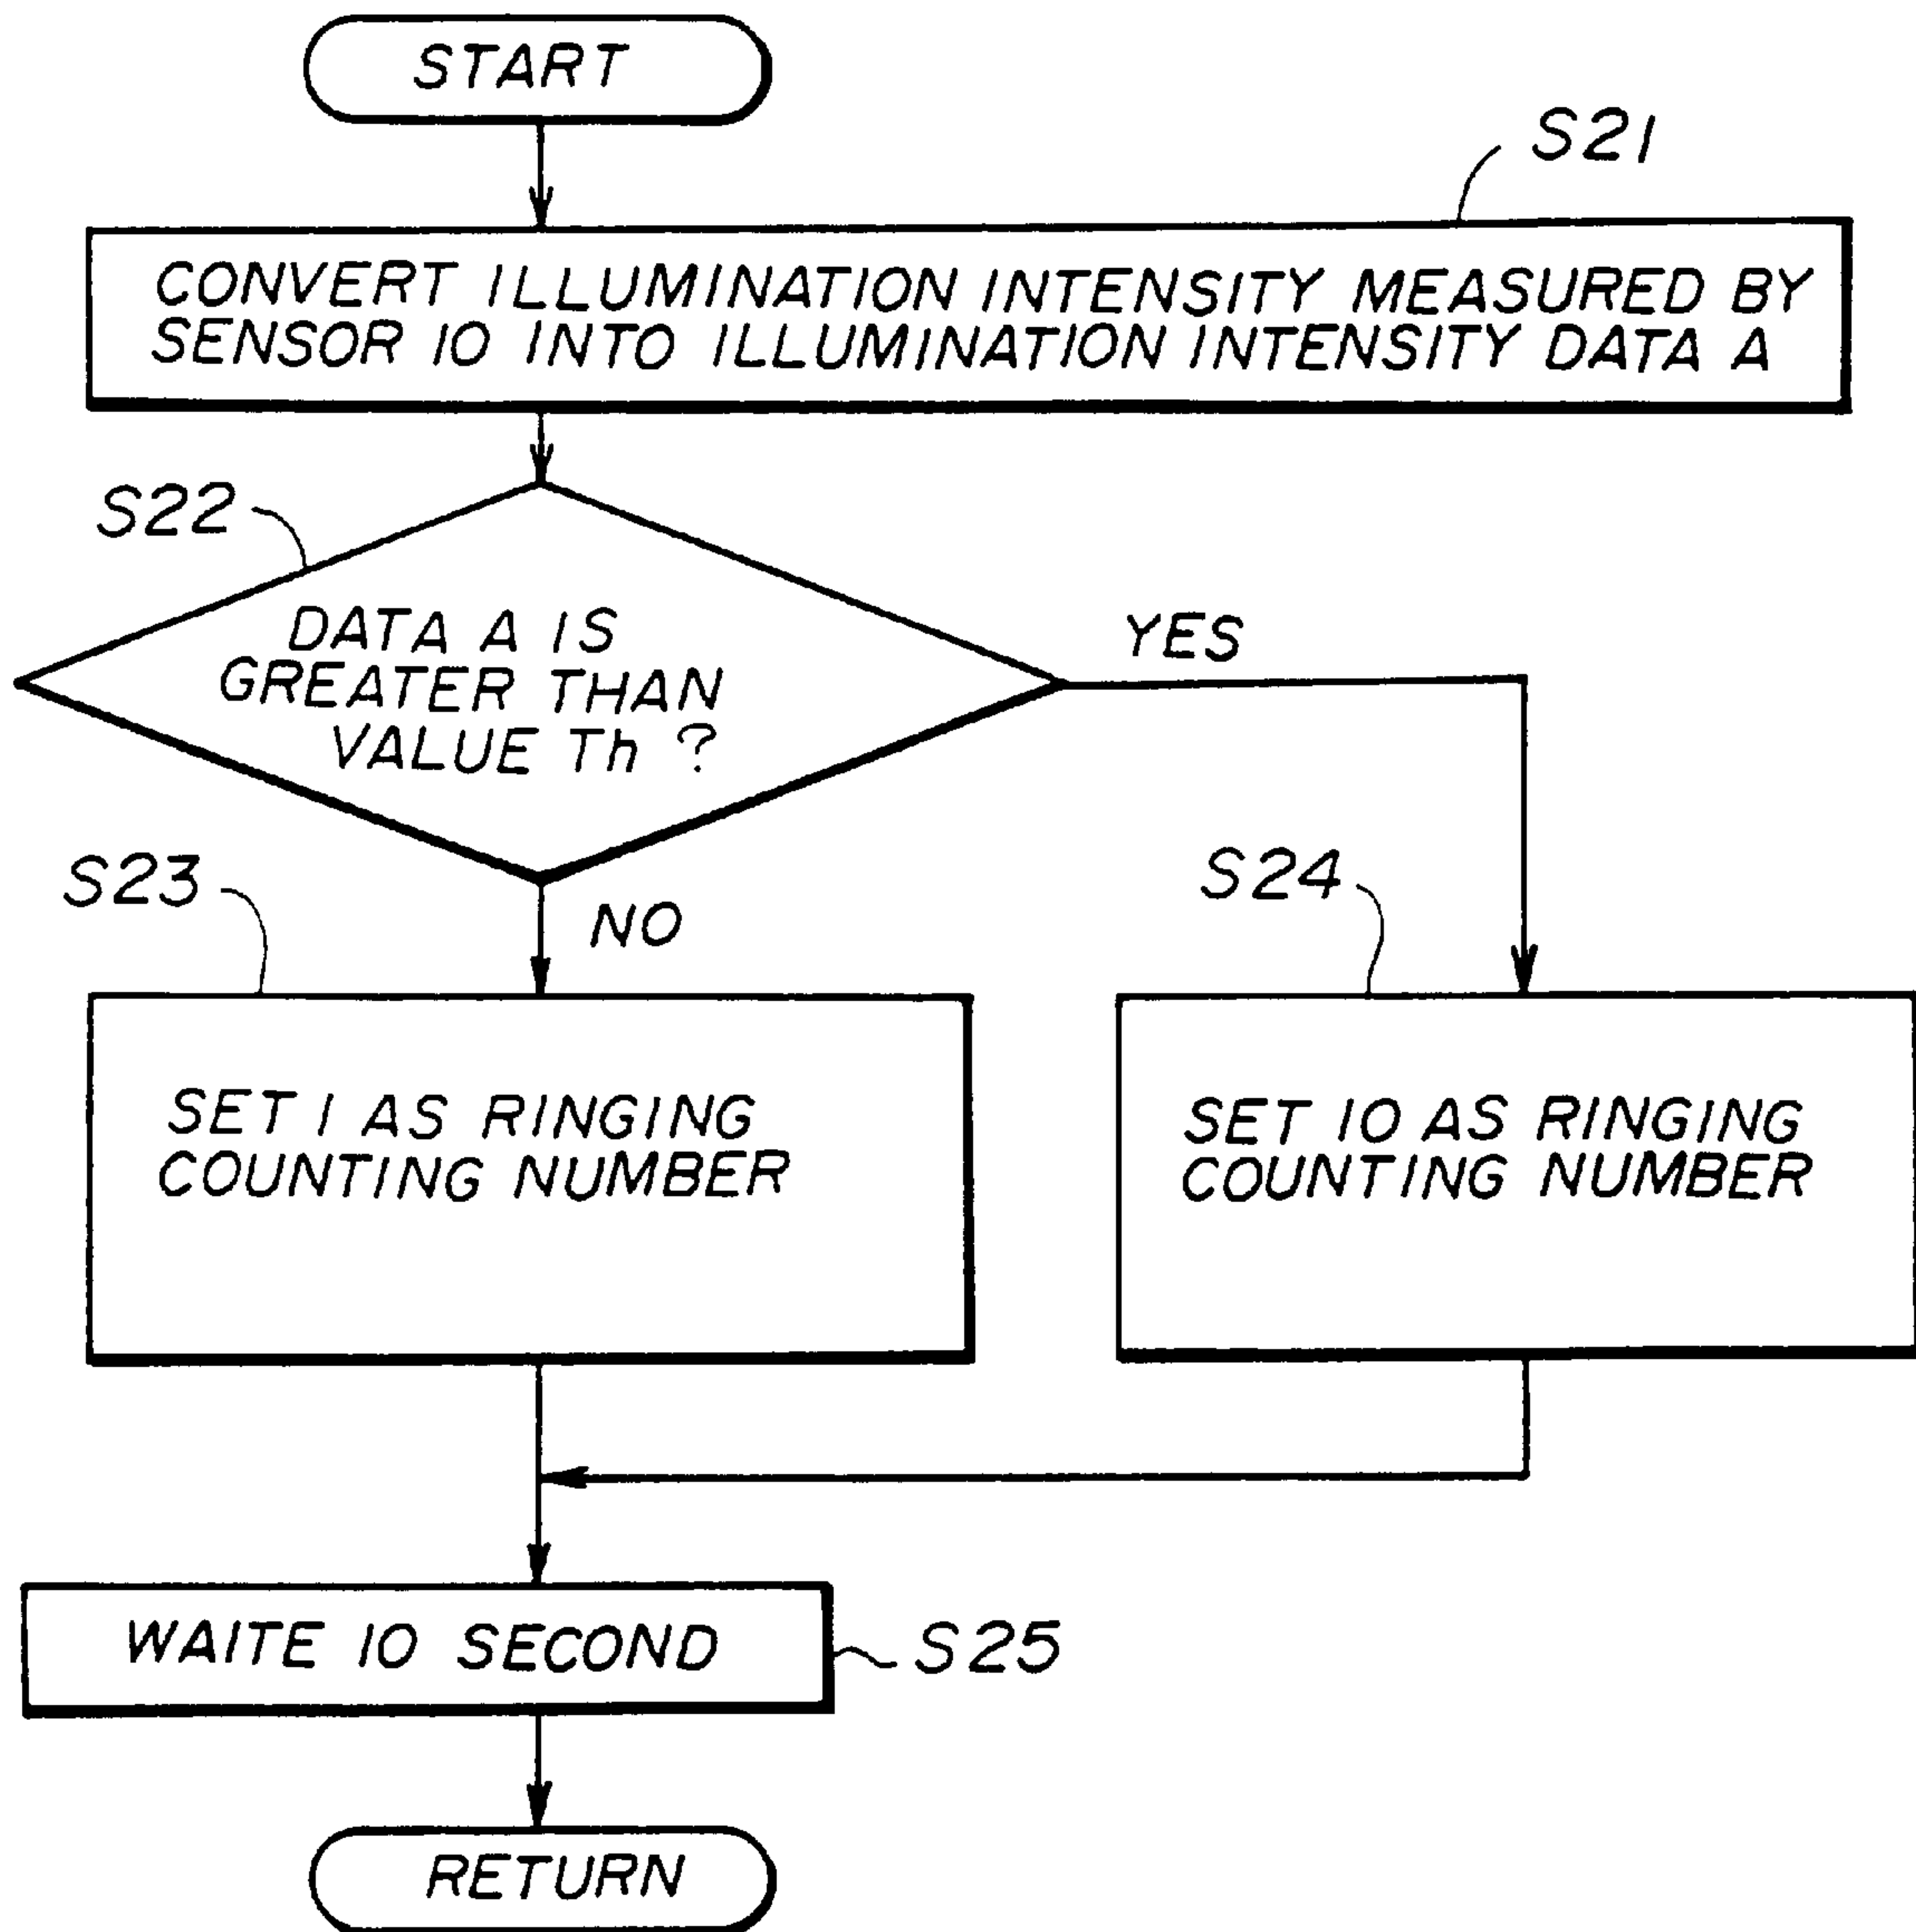 START
S21
CONVERT ILLUMINATION INTENSITY MEASURED BY
SENSOR 10 INTO ILLUMINATION INTENSITY DATA A
S22
DATA A IS
GREATER THAN
VALUE Th ?
YES
S23
NO
S24
SET 1 AS RINGING
COUNTING NUMBER
SET 10 AS RINGING
COUNTING NUMBER
WAITE 10 SECOND
S25
RETURN